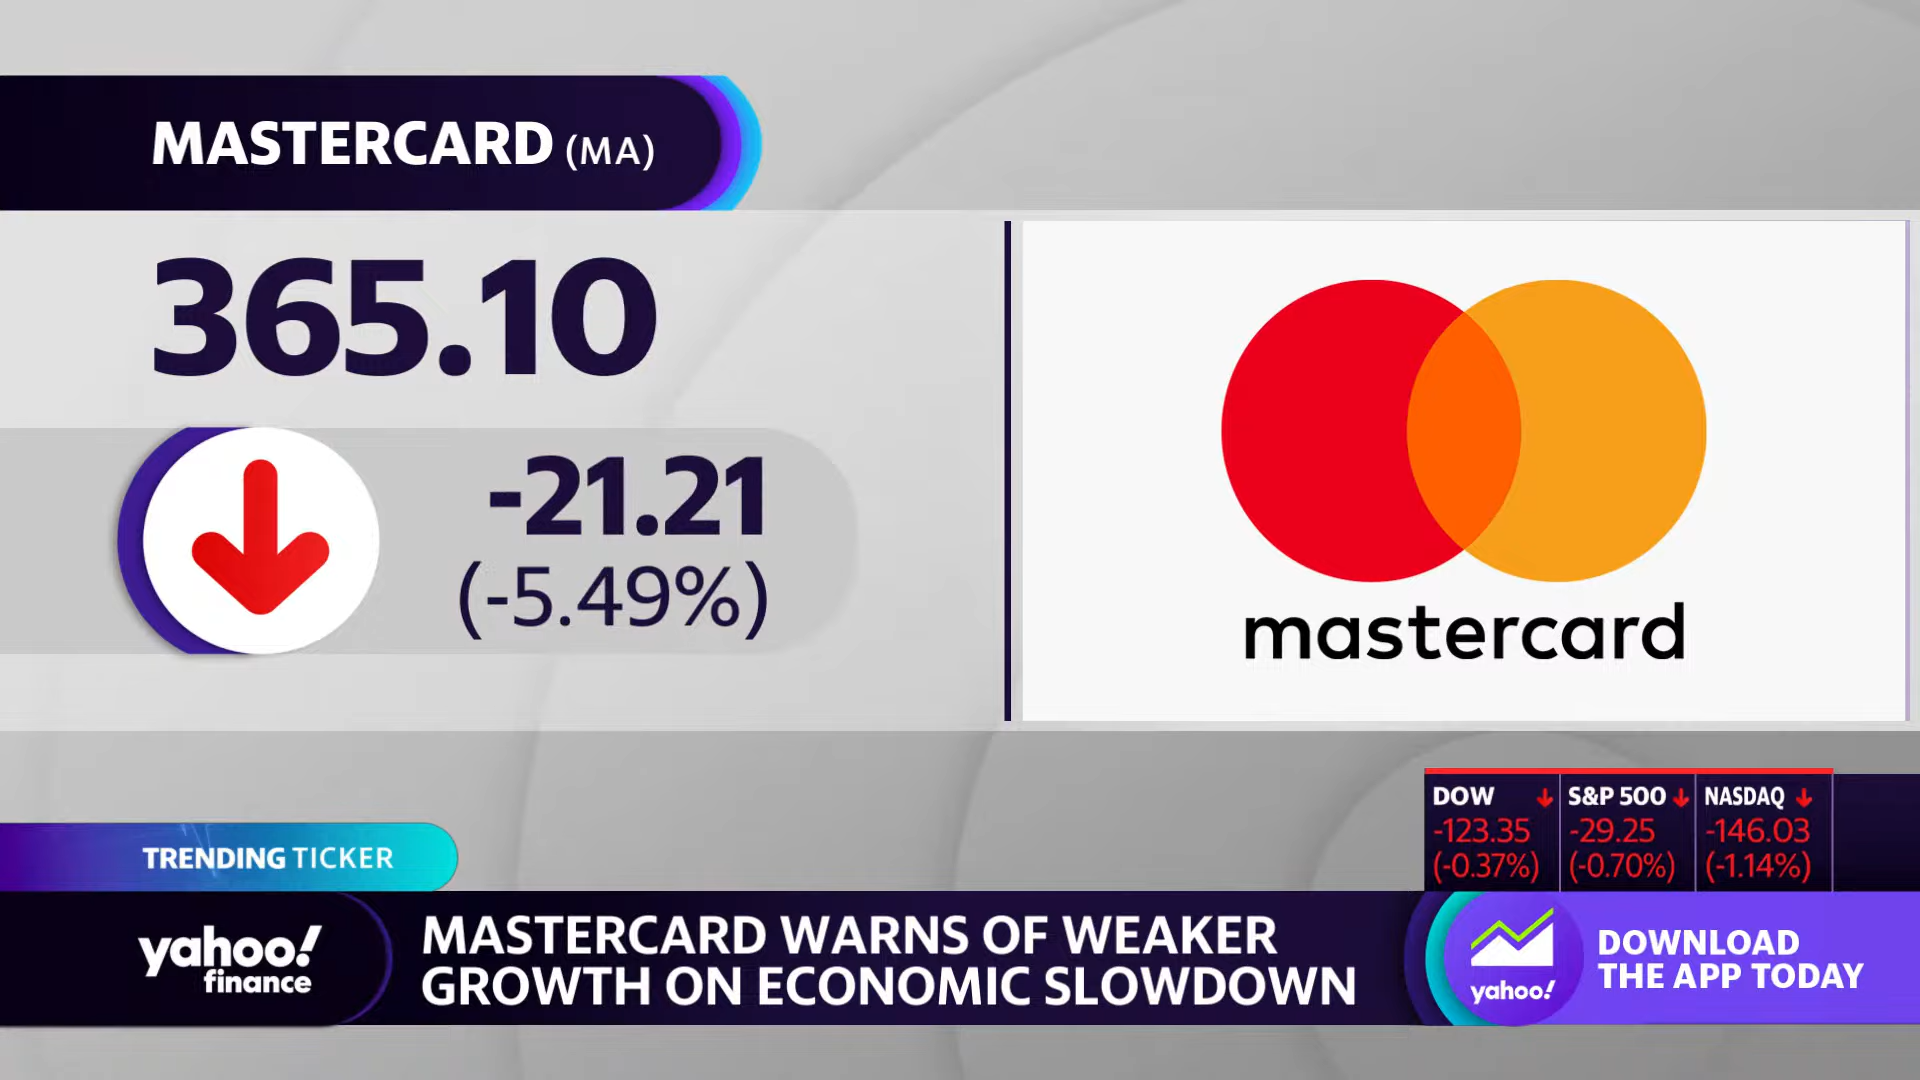 MASTERCARD (MA)
365.10
-21.21
(-5.49%)
mastercard
DOW
-123.35
(-0.37%)
S&P 500
-29.25
(-0.70%)
NASDAQ
-146.03
(-1.14%)
TRENDING TICKER
yahoo!
finance
MASTERCARD WARNS OF WEAKER
GROWTH ON ECONOMIC SLOWDOWN
yahoo!
DOWNLOAD
THE APP TODAY